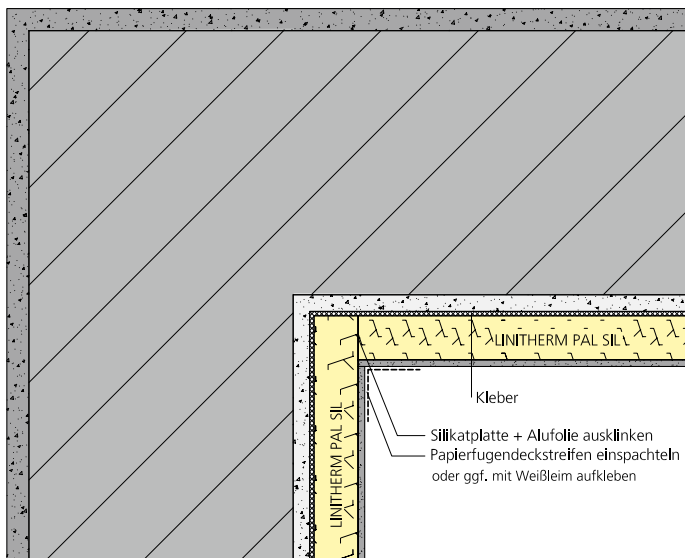 LINITHERM PAL SIL
Kleber
Silikatplatte + Alufolie ausklinken
Papierfugendeckstreifen einspachteln
oder ggf. mit Weißleim aufkleben
LINITHERM PAL SIL